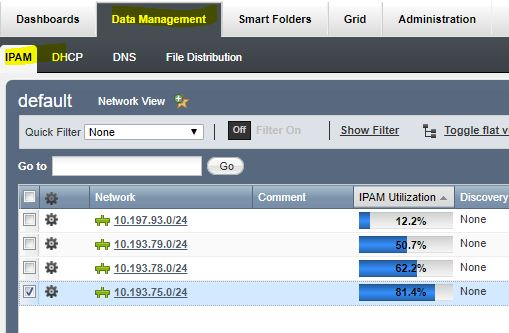 Dashboards Data Management Smart Folders Grid Administration
IPAM DHCP DNS File Distribution
default Network View
Quick Filter None Off Filter On Show Filter Toggle flat
Go to Go
Network Comment IPAM Utilization Discovery
10.197.93.0/24 12.2% None
10.193.79.0/24 50.7% None
10.193.78.0/24 62.2% None
10.193.75.0/24 81.4% None